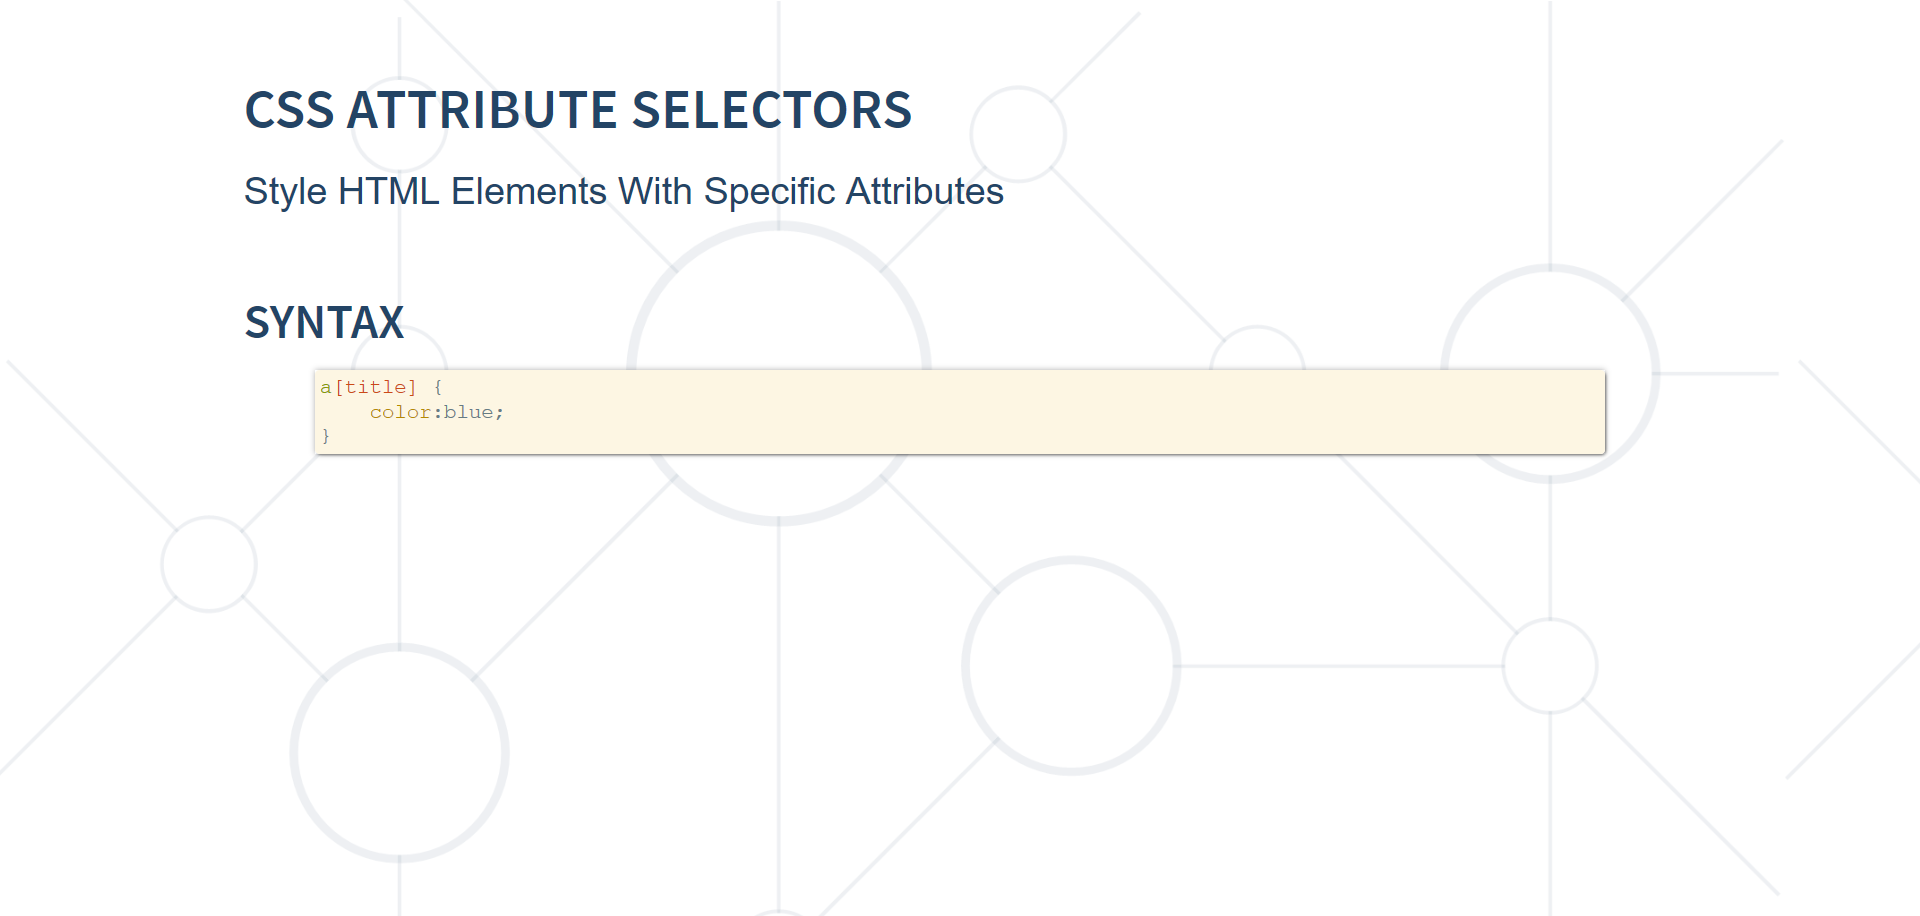 CSS ATTRIBUTE SELECTORS
Style HTML Elements With Specific Attributes
SYNTAX
a[title] {
    color:blue;
}